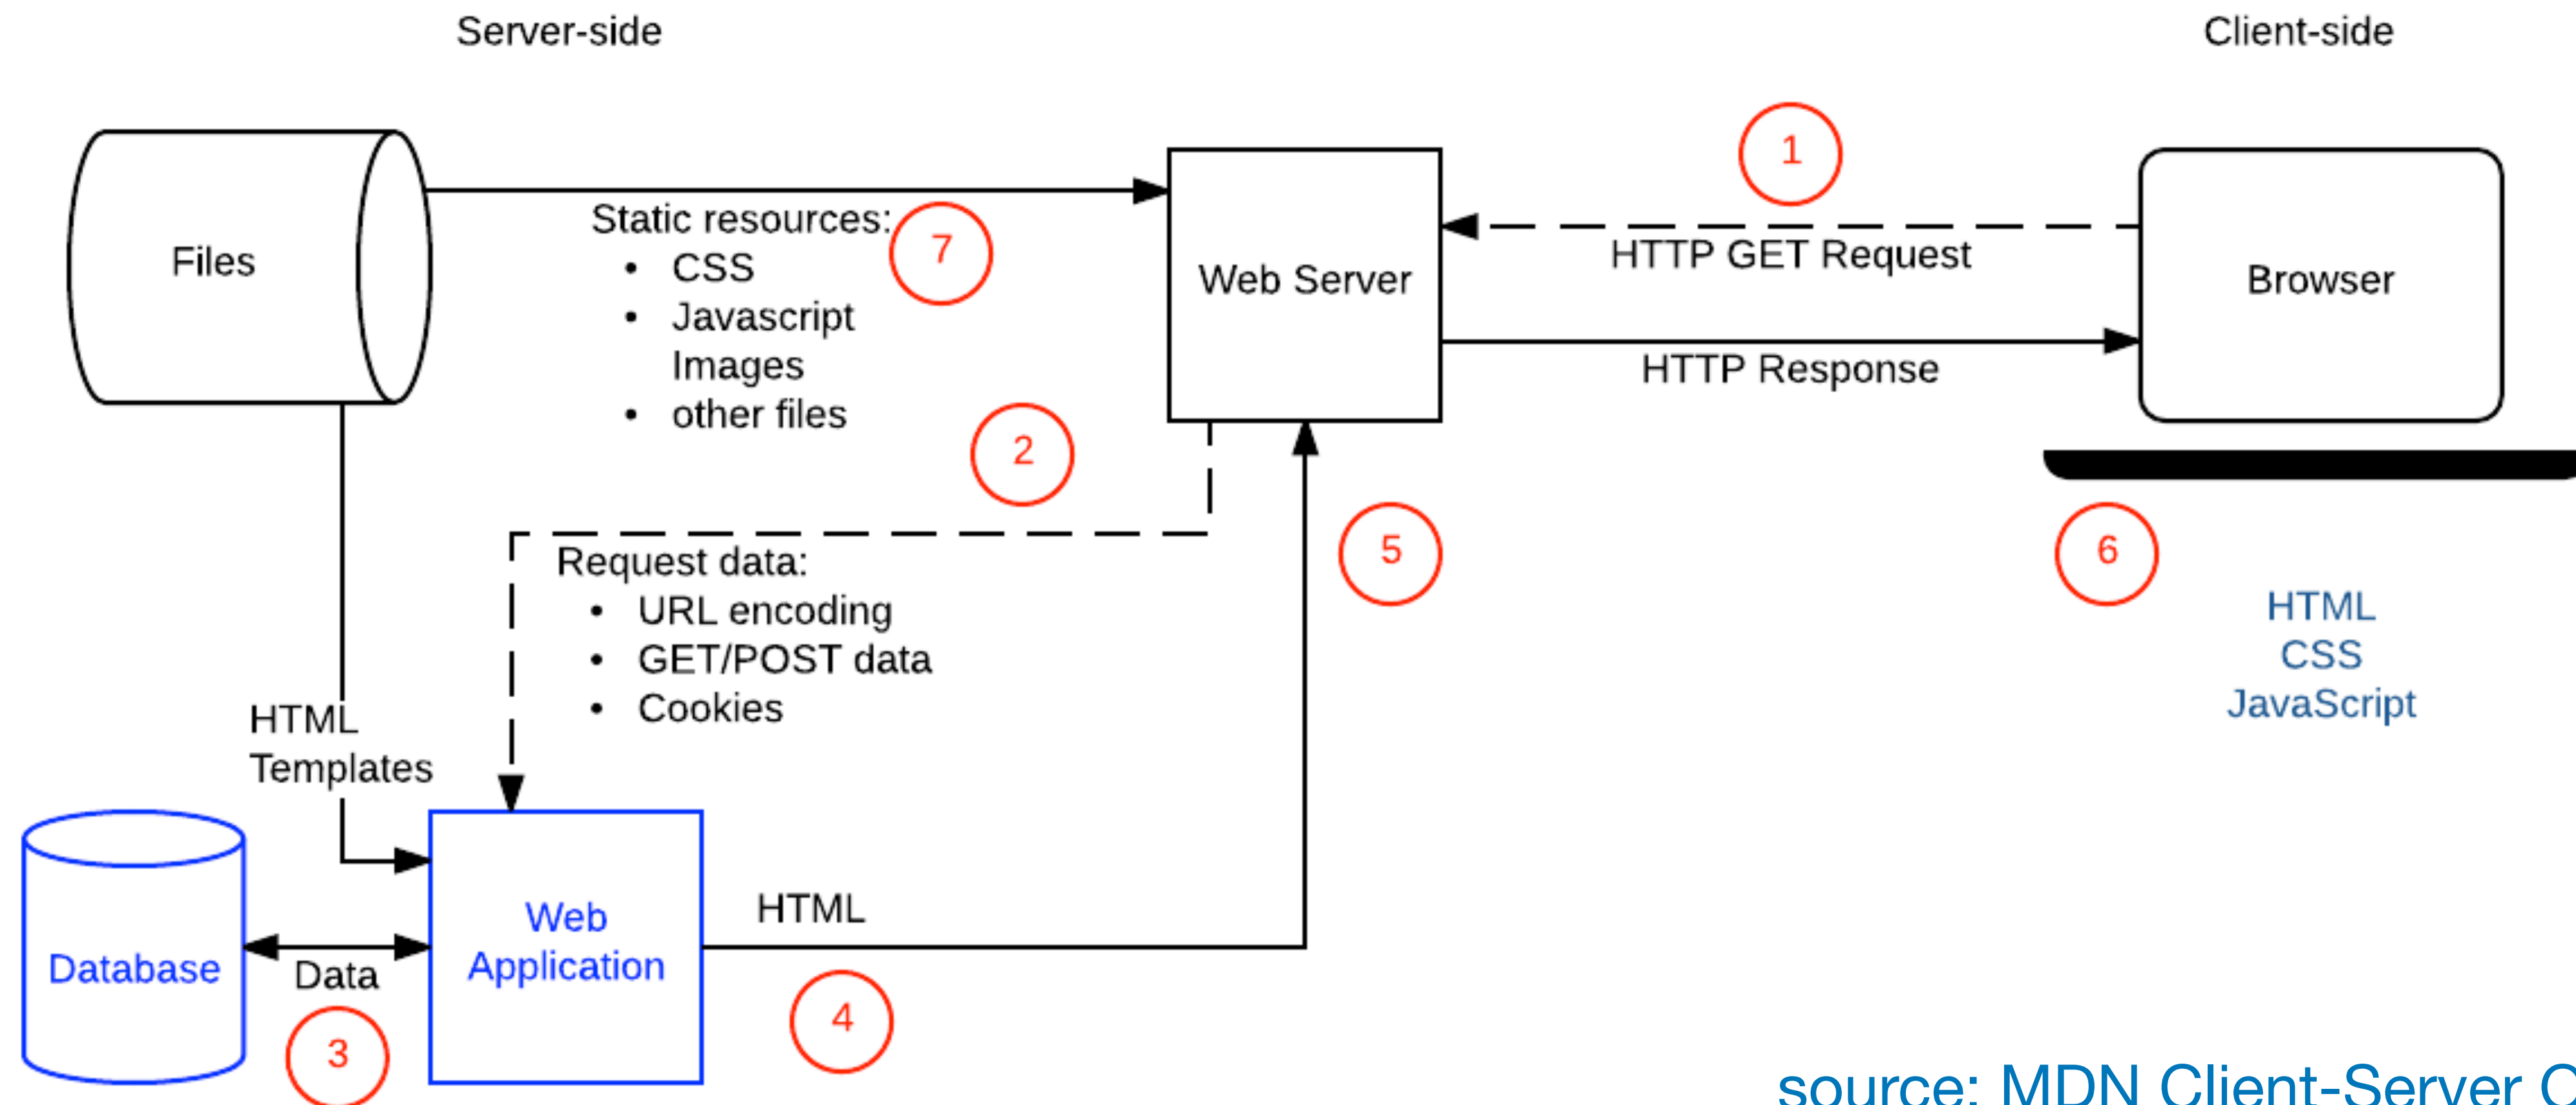 Server-side
Client-side
1
Files
Static resources:
7
• CSS
• Javascript
Images
• other files
Web Server
HTTP GET Request
HTTP Response
Browser
2
Request data:
• URL encoding
• GET/POST data
• Cookies
5
6
HTML
CSS
JavaScript
HTML
Templates
Database
Data
3
Web
Application
HTML
4
source: MDN Client-Server